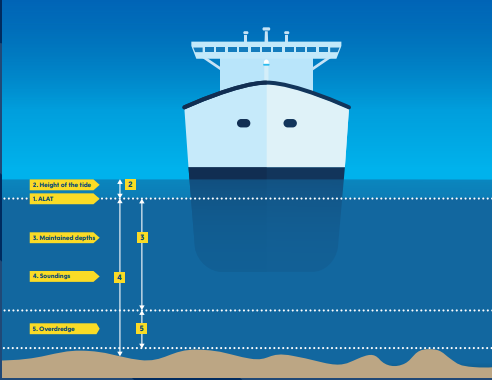 2. Height of the tide
2
1. ALAT
3. Maintained depths
3
4. Soundings
4
5. Overdredge
5